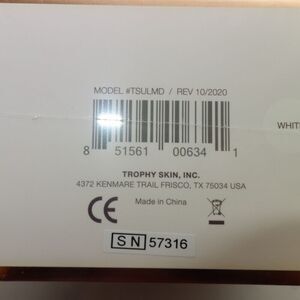 MODEL #TSULMD / REV 10/2020
WHIT
8 51561 00634 1
TROPHY SKIN, INC.
4372 KENMARE TRAIL FRISCO, TX 75034 USA
CE Made in China
SN 57316